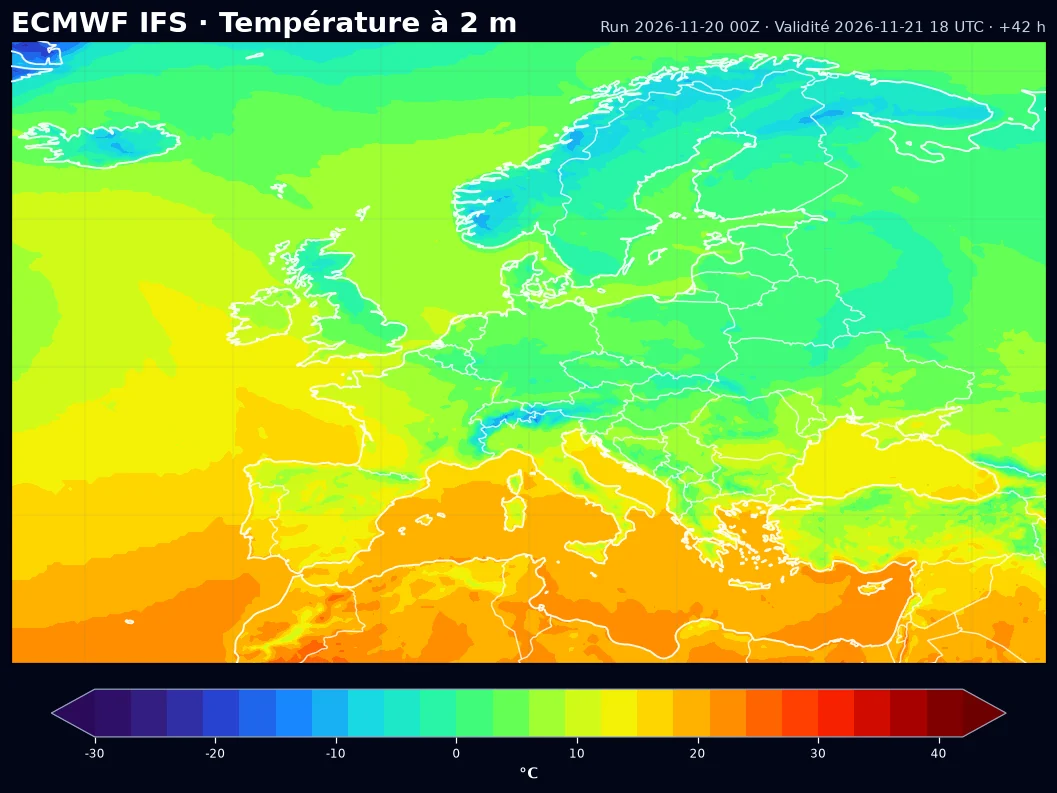 ECMWF IFS · Température à 2 m
Run 2026-11-20 00Z · Validité 2026-11-21 18 UTC · +42 h
-30 -20 -10 0 10 20 30 40
°C